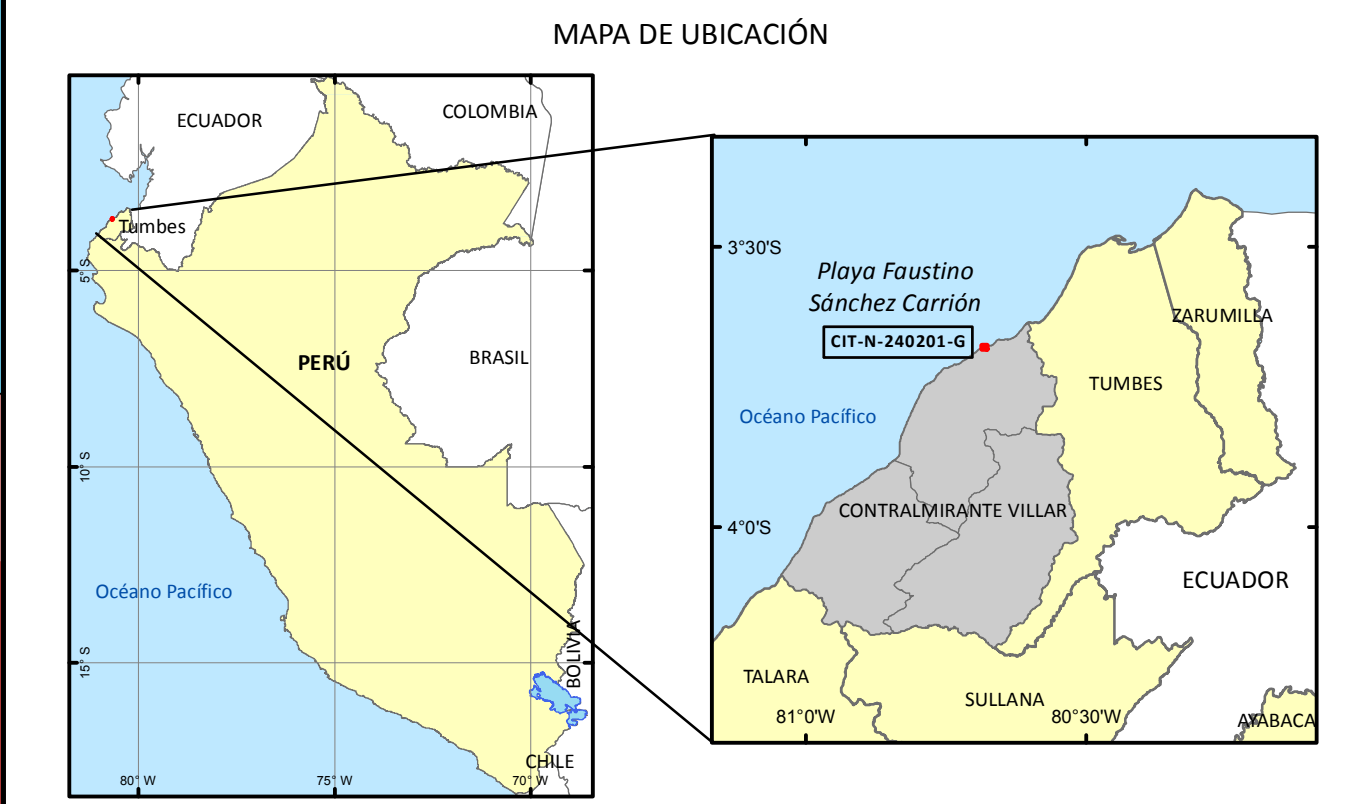 MAPA DE UBICACIÓN
ECUADOR
COLOMBIA
Tumbes
5° S
PERÚ
BRASIL
10° S
Océano Pacífico
BOLIVIA
15° S
CHILE
80° W
75° W
70° W
3°30'S
Playa Faustino
Sánchez Carrión
CIT-N-240201-G
ZARUMILLA
TUMBES
Océano Pacífico
CONTRALMIRANTE VILLAR
4°0'S
ECUADOR
TALARA
SULLANA
81°0'W
80°30'W
AYABACA